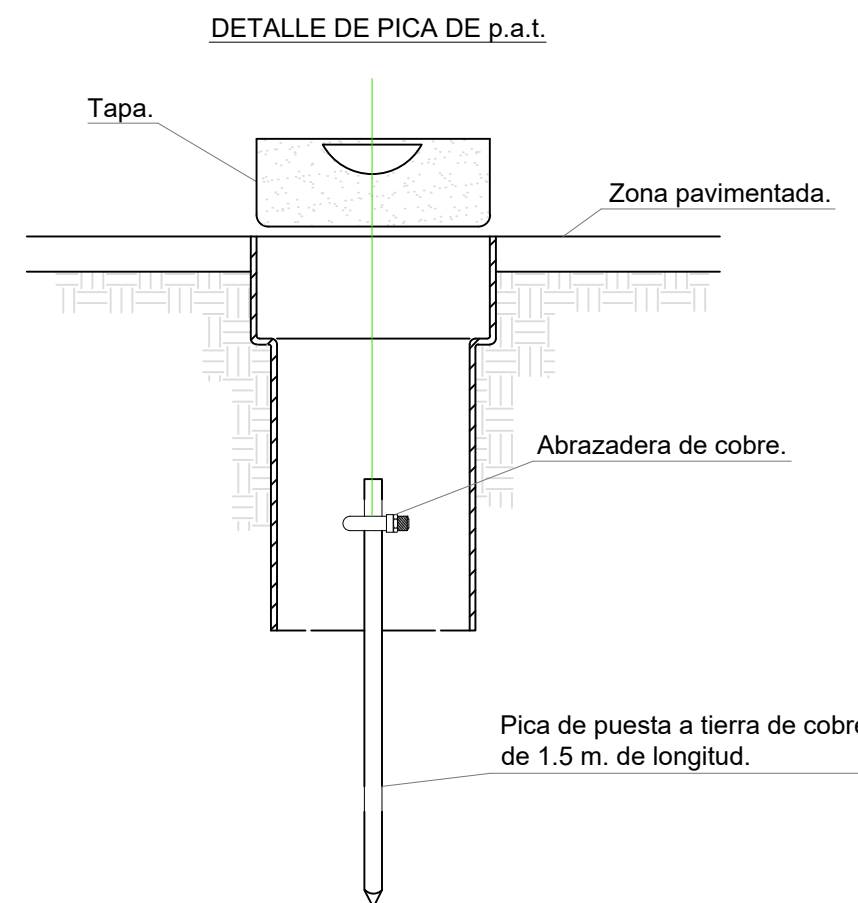 DETALLE DE PICA DE p.a.t.
Tapa.
Zona pavimentada.
Abrazadera de cobre.
Pica de puesta a tierra de cobre
de 1.5 m. de longitud.